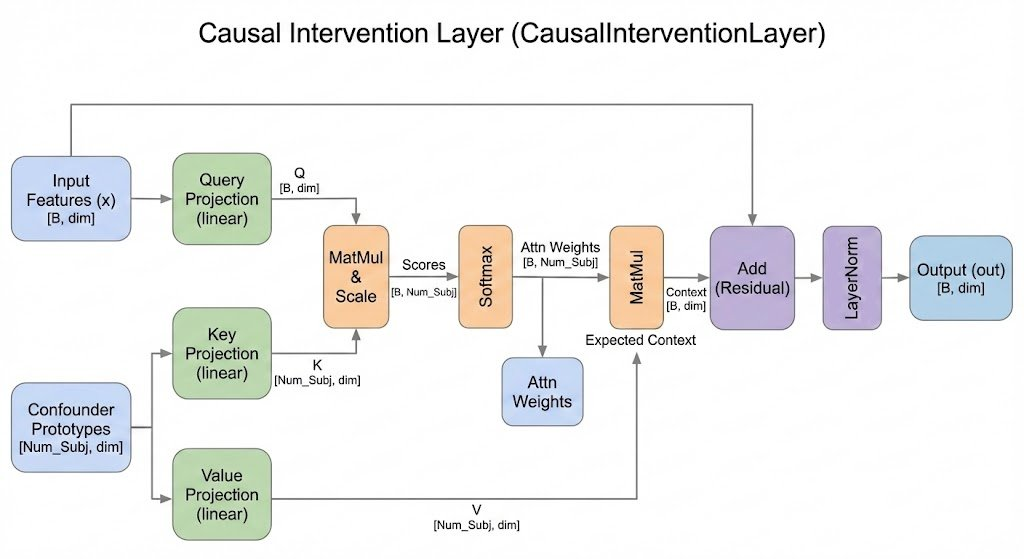 Causal Intervention Layer (CausalInterventionLayer)
Input
Features (x)
[B, dim]
Query
Projection
(linear)
Q
[B, dim]
MatMul
&
Scale
Scores
[B, Num_Subj]
Softmax
Attn Weights
[B, Num_Subj]
MatMul
Expected Context
Context
[B, dim]
Add
(Residual)
LayerNorm
Output (out)
[B, dim]
Key
Projection
(linear)
K
[Num_Subj, dim]
Attn
Weights
Confounder
Prototypes
[Num_Subj, dim]
Value
Projection
(linear)
V
[Num_Subj, dim]